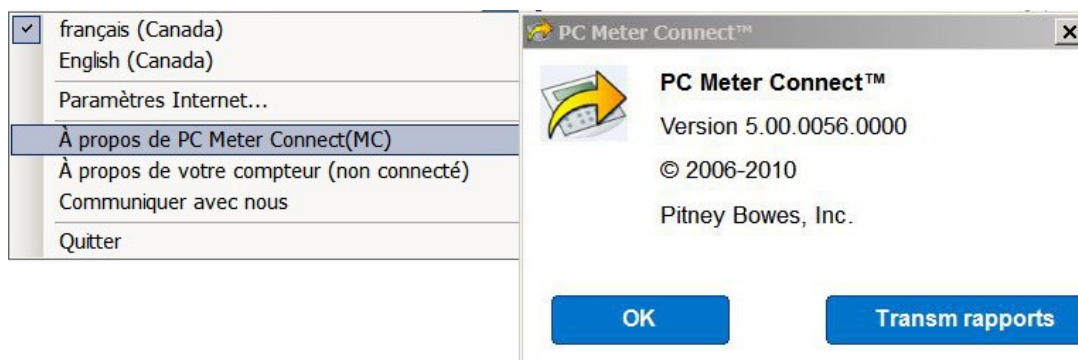 français (Canada)
English (Canada)
Paramètres Internet...
À propos de PC Meter Connect(MC)
À propos de votre compteur (non connecté)
Communiquer avec nous
Quitter
PC Meter Connect™
PC Meter Connect™
Version 5.00.0056.0000
© 2006-2010
Pitney Bowes, Inc.
OK
Transm rapports